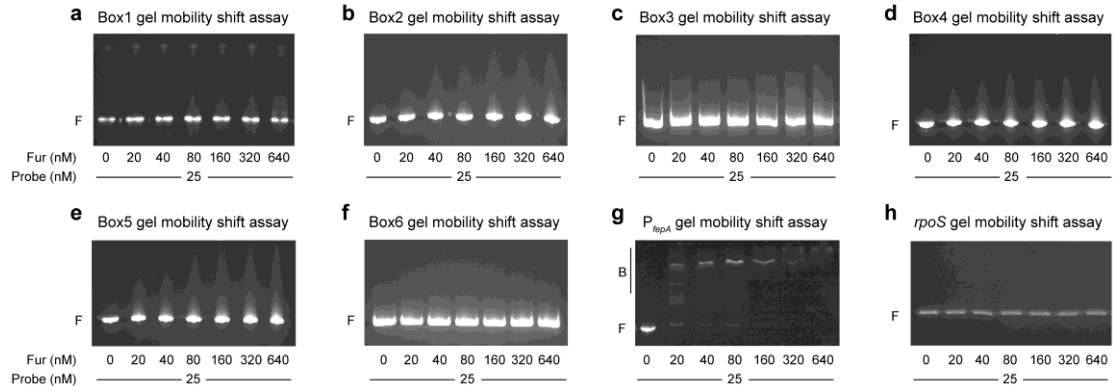 a Box1 gel mobility shift assay
F
Fur (nM) 0 20 40 80 160 320 640
Probe (nM) 25
b Box2 gel mobility shift assay
F
0 20 40 80 160 320 640
25
c Box3 gel mobility shift assay
F
0 20 40 80 160 320 640
25
d Box4 gel mobility shift assay
F
0 20 40 80 160 320 640
25
e Box5 gel mobility shift assay
F
Fur (nM) 0 20 40 80 160 320 640
Probe (nM) 25
f Box6 gel mobility shift assay
F
0 20 40 80 160 320 640
25
g PfepA gel mobility shift assay
B
F
0 20 40 80 160 320 640
25
h rpoS gel mobility shift assay
F
0 20 40 80 160 320 640
25